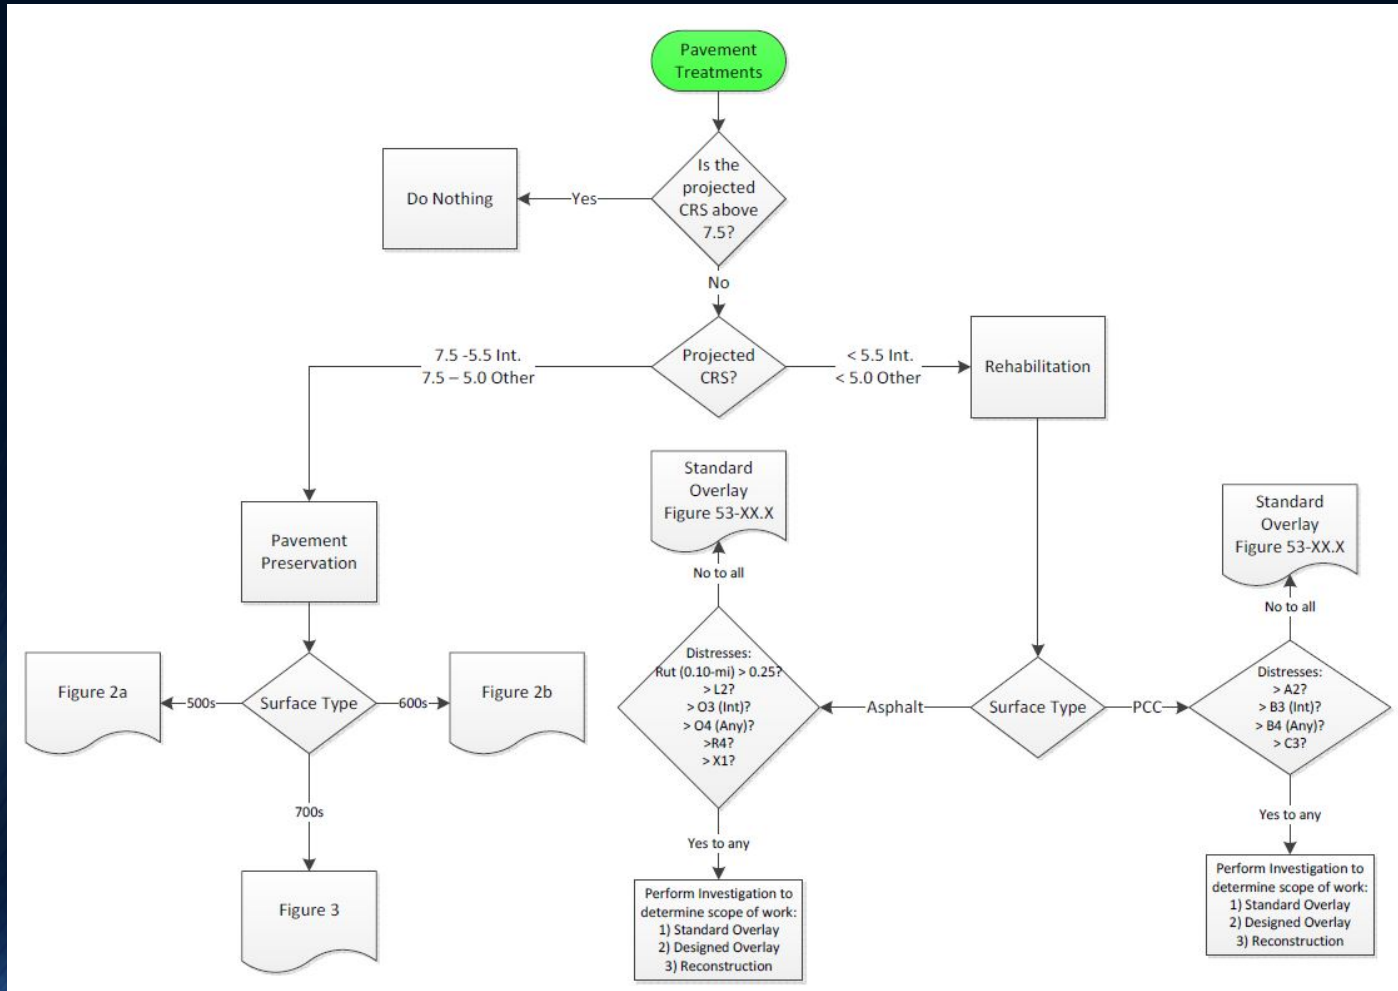 Pavement
Treatments
Is the
projected
CRS above
7.5?
Yes
Do Nothing
No
Projected
CRS?
7.5 -5.5 Int.
7.5 – 5.0 Other
< 5.5 Int.
< 5.0 Other
Rehabilitation
Pavement
Preservation
Surface Type
500s
Figure 2a
600s
Figure 2b
700s
Figure 3
Standard
Overlay
Figure 53-XX.X
No to all
Distresses:
Rut (0.10-mi) > 0.25?
> L2?
> O3 (Int)?
> O4 (Any)?
>R4?
> X1?
Asphalt
Surface Type
PCC
Yes to any
Perform Investigation to
determine scope of work:
1) Standard Overlay
2) Designed Overlay
3) Reconstruction
Standard
Overlay
Figure 53-XX.X
No to all
Distresses:
> A2?
> B3 (Int)?
> B4 (Any)?
> C3?
Yes to any
Perform Investigation to
determine scope of work:
1) Standard Overlay
2) Designed Overlay
3) Reconstruction